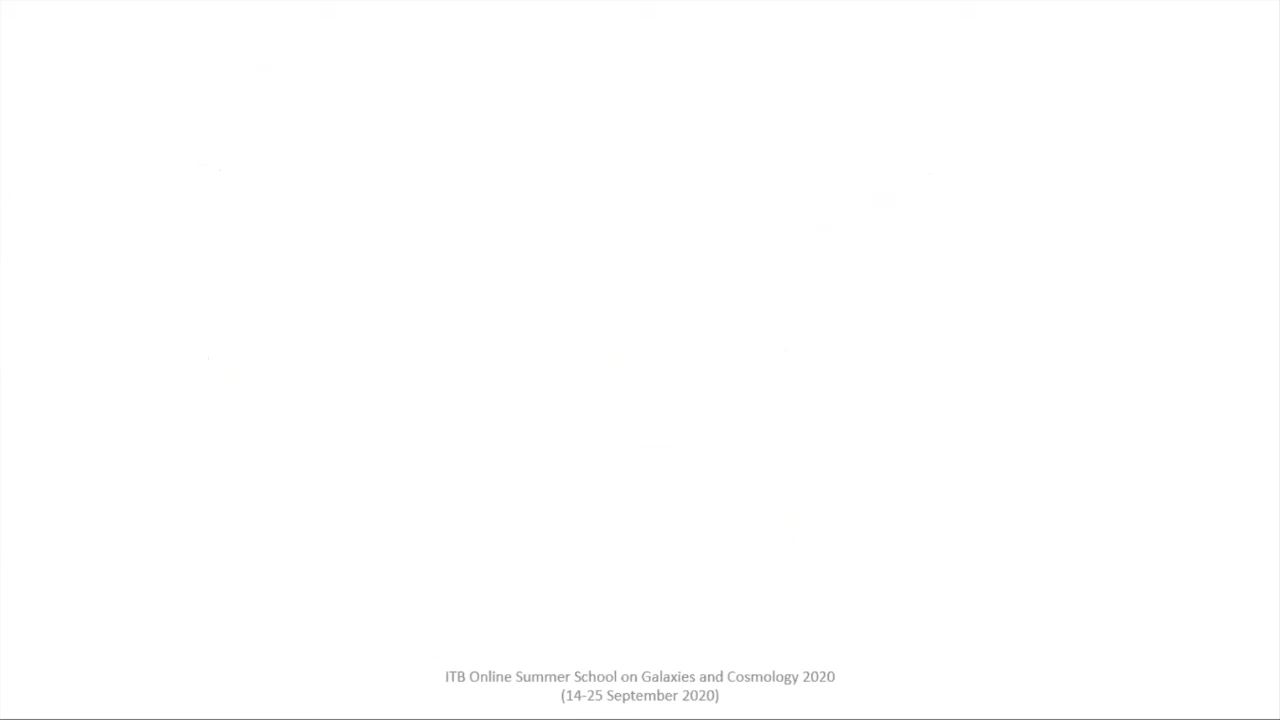 ITB Online Summer School on Galaxies and Cosmology 2020
(14-25 September 2020)